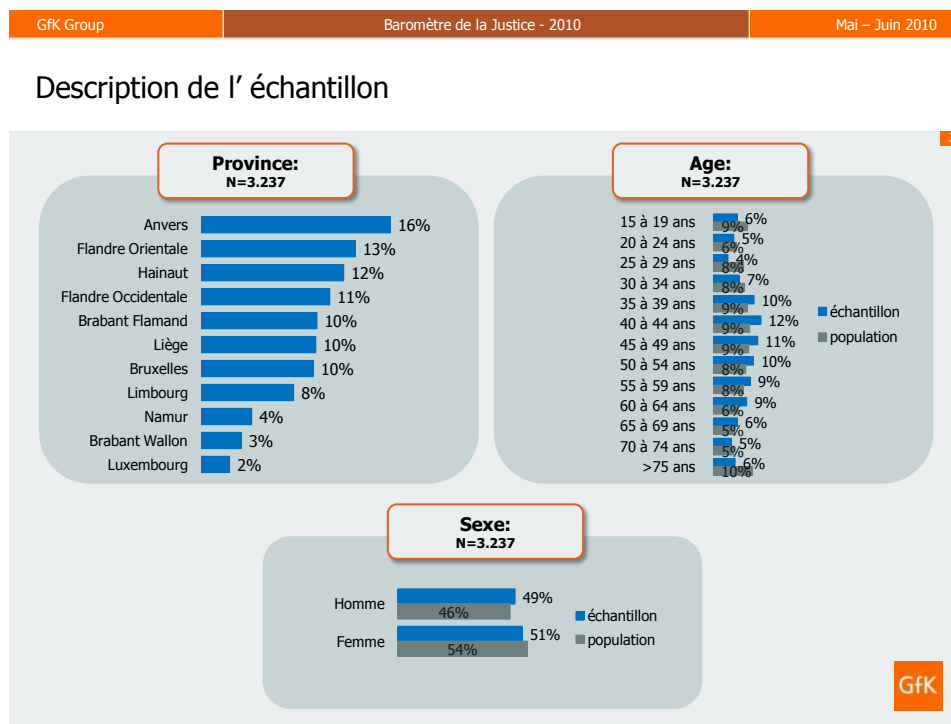 GfK Group
Baromètre de la Justice - 2010
Mai – Juin 2010
Description de l’ échantillon
Province:
N=3.237
Anvers 16%
Flandre Orientale 13%
Hainaut 12%
Flandre Occidentale 11%
Brabant Flamand 10%
Liège 10%
Bruxelles 10%
Limbourg 8%
Namur 4%
Brabant Wallon 3%
Luxembourg 2%
Age:
N=3.237
15 à 19 ans 6% 9%
20 à 24 ans 5% 6%
25 à 29 ans 4% 8%
30 à 34 ans 7% 8%
35 à 39 ans 10% 9%
40 à 44 ans 12% 9%
45 à 49 ans 11% 9%
50 à 54 ans 10% 8%
55 à 59 ans 9% 8%
60 à 64 ans 9% 6%
65 à 69 ans 6% 5%
70 à 74 ans 5% 5%
>75 ans 6% 10%
échantillon
population
Sexe:
N=3.237
Homme 49% 46%
Femme 51% 54%
échantillon
population
GfK